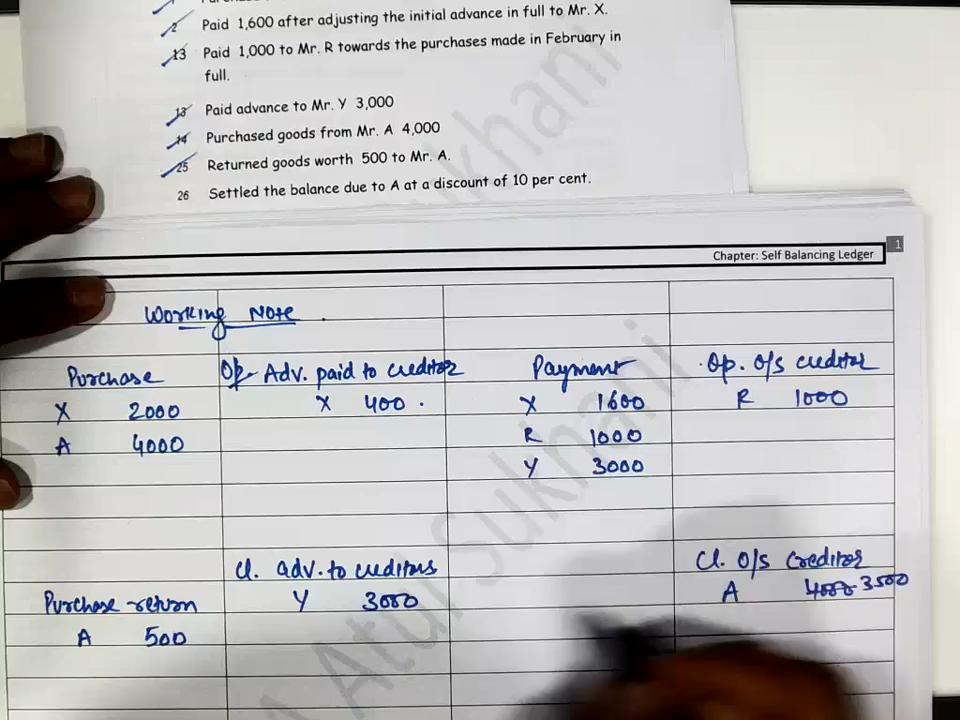 2 Paid 1,600 after adjusting the initial advance in full to Mr. X.
13 Paid 1,000 to Mr. R towards the purchases made in February in
full.
13 Paid advance to Mr. Y 3,000
14 Purchased goods from Mr. A 4,000
25 Returned goods worth 500 to Mr. A.
26 Settled the balance due to A at a discount of 10 per cent.
1
Chapter: Self Balancing Ledger
Working Note
Purchase Op Adv. paid to creditor Payment Op. o/s creditor
X 2000 X 400 X 1600 R 1000
A 4000 R 1000
Y 3000
Cl. adv. to creditors Cl. o/s Creditor
Purchase return Y 3000 A 4000 3500
A 500
Atul Sukhani